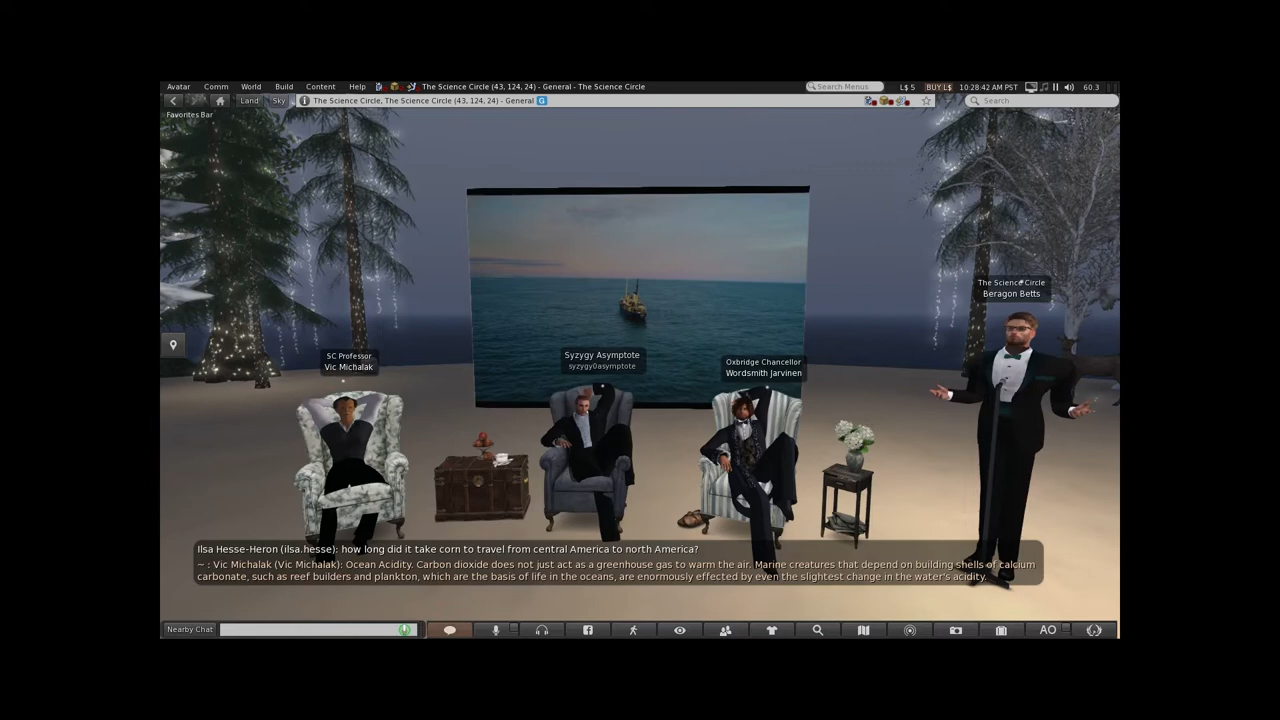 Avatar Comm World Build Content Help The Science Circle (43, 124, 24) - General - The Science Circle Search Menus L$ 5 BUY L$ 10:28:42 AM PST 60.3
Land Sky The Science Circle, The Science Circle (43, 124, 24) - General G Search
Favorites Bar
The Science Circle
Beragon Betts
SC Professor
Vic Michalak
Syzygy Asymptote
syzygy0asymptote
Oxbridge Chancellor
Wordsmith Jarvinen
Ilsa Hesse-Heron (ilsa.hesse): how long did it take corn to travel from central America to north America?
~ : Vic Michalak (Vic Michalak): Ocean Acidity. Carbon dioxide does not just act as a greenhouse gas to warm the air. Marine creatures that depend on building shells of calcium
carbonate, such as reef builders and plankton, which are the basis of life in the oceans, are enormously effected by even the slightest change in the water's acidity.
Nearby Chat AO